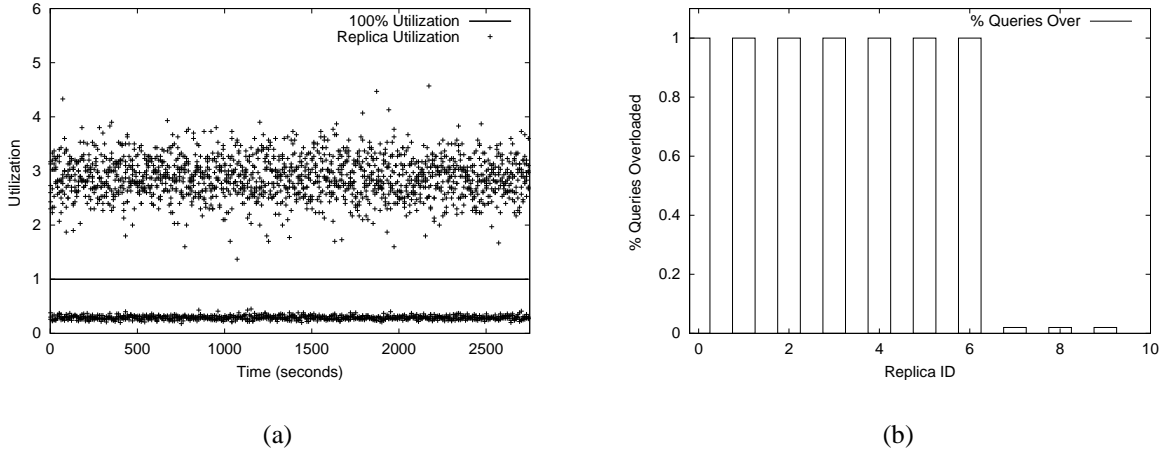 6
5
4
3
2
1
0
0 500 1000 1500 2000 2500
Utilization
Time (seconds)
100% Utilization
Replica Utilization
(a)
1
0.8
0.6
0.4
0.2
0
0 2 4 6 8 10
% Queries Overloaded
Replica ID
% Queries Over
(b)